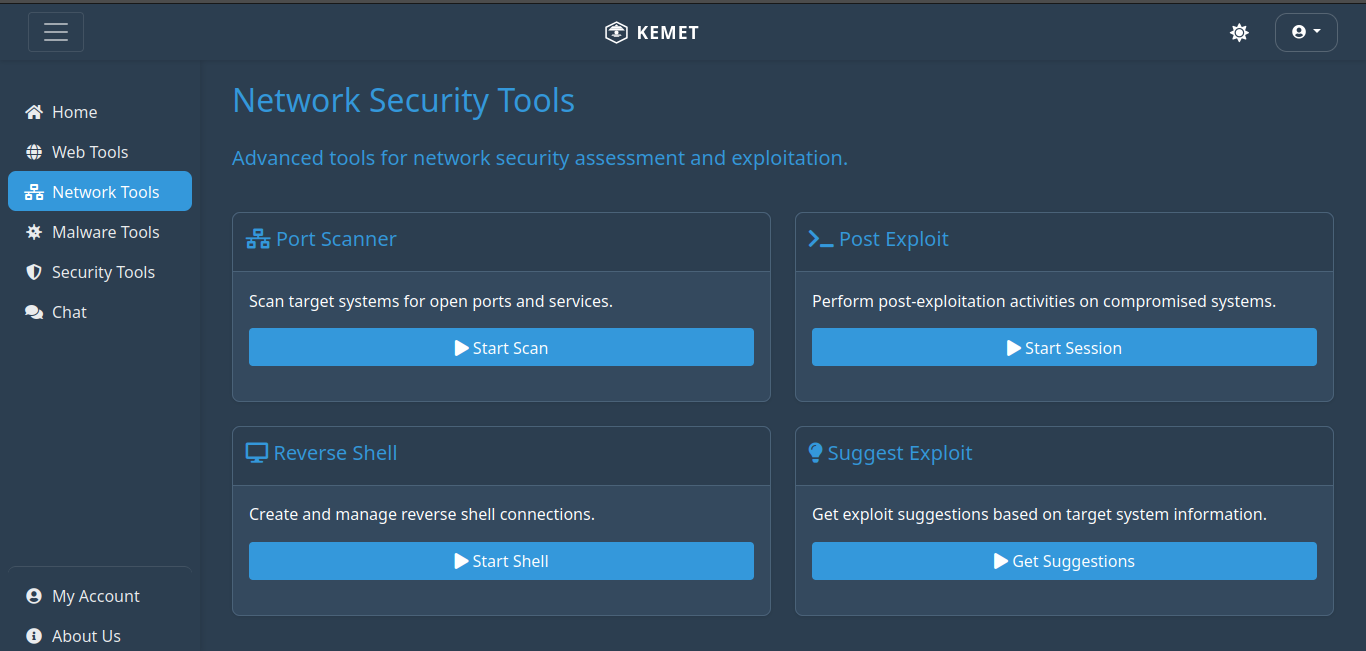 KEMET
Home
Web Tools
Network Tools
Malware Tools
Security Tools
Chat
My Account
About Us
Network Security Tools
Advanced tools for network security assessment and exploitation.
Port Scanner
Scan target systems for open ports and services.
Start Scan
Post Exploit
Perform post-exploitation activities on compromised systems.
Start Session
Reverse Shell
Create and manage reverse shell connections.
Start Shell
Suggest Exploit
Get exploit suggestions based on target system information.
Get Suggestions